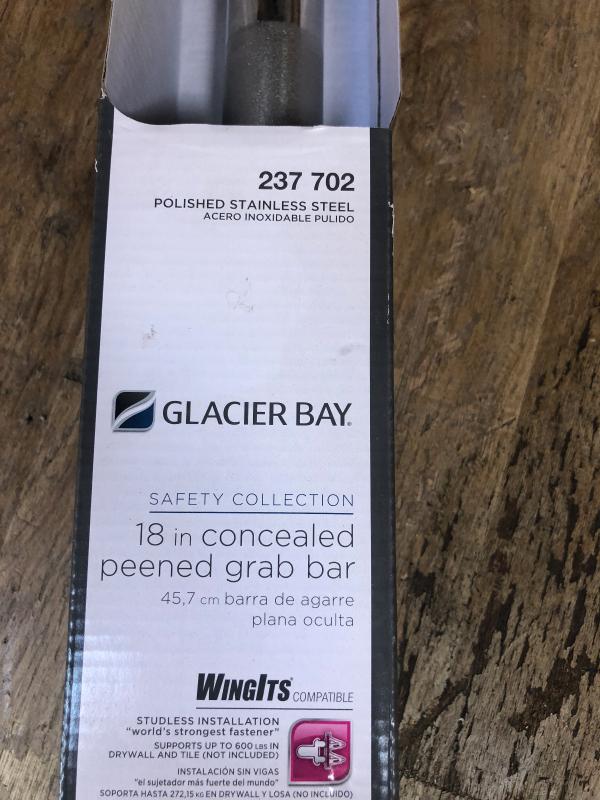 237 702
POLISHED STAINLESS STEEL
ACERO INOXIDABLE PULIDO
GLACIER BAY®
SAFETY COLLECTION
18 in concealed
peened grab bar
45,7 cm barra de agarre
plana oculta
WINGITS® COMPATIBLE
STUDLESS INSTALLATION
"world's strongest fastener"
SUPPORTS UP TO 600 LBS IN
DRYWALL AND TILE (NOT INCLUDED)
INSTALACIÓN SIN VIGAS
"el sujetador más fuerte del mundo"
SOPORTA HASTA 272,15 KG EN DRYWALL Y LOSA (NO INCLUIDO)